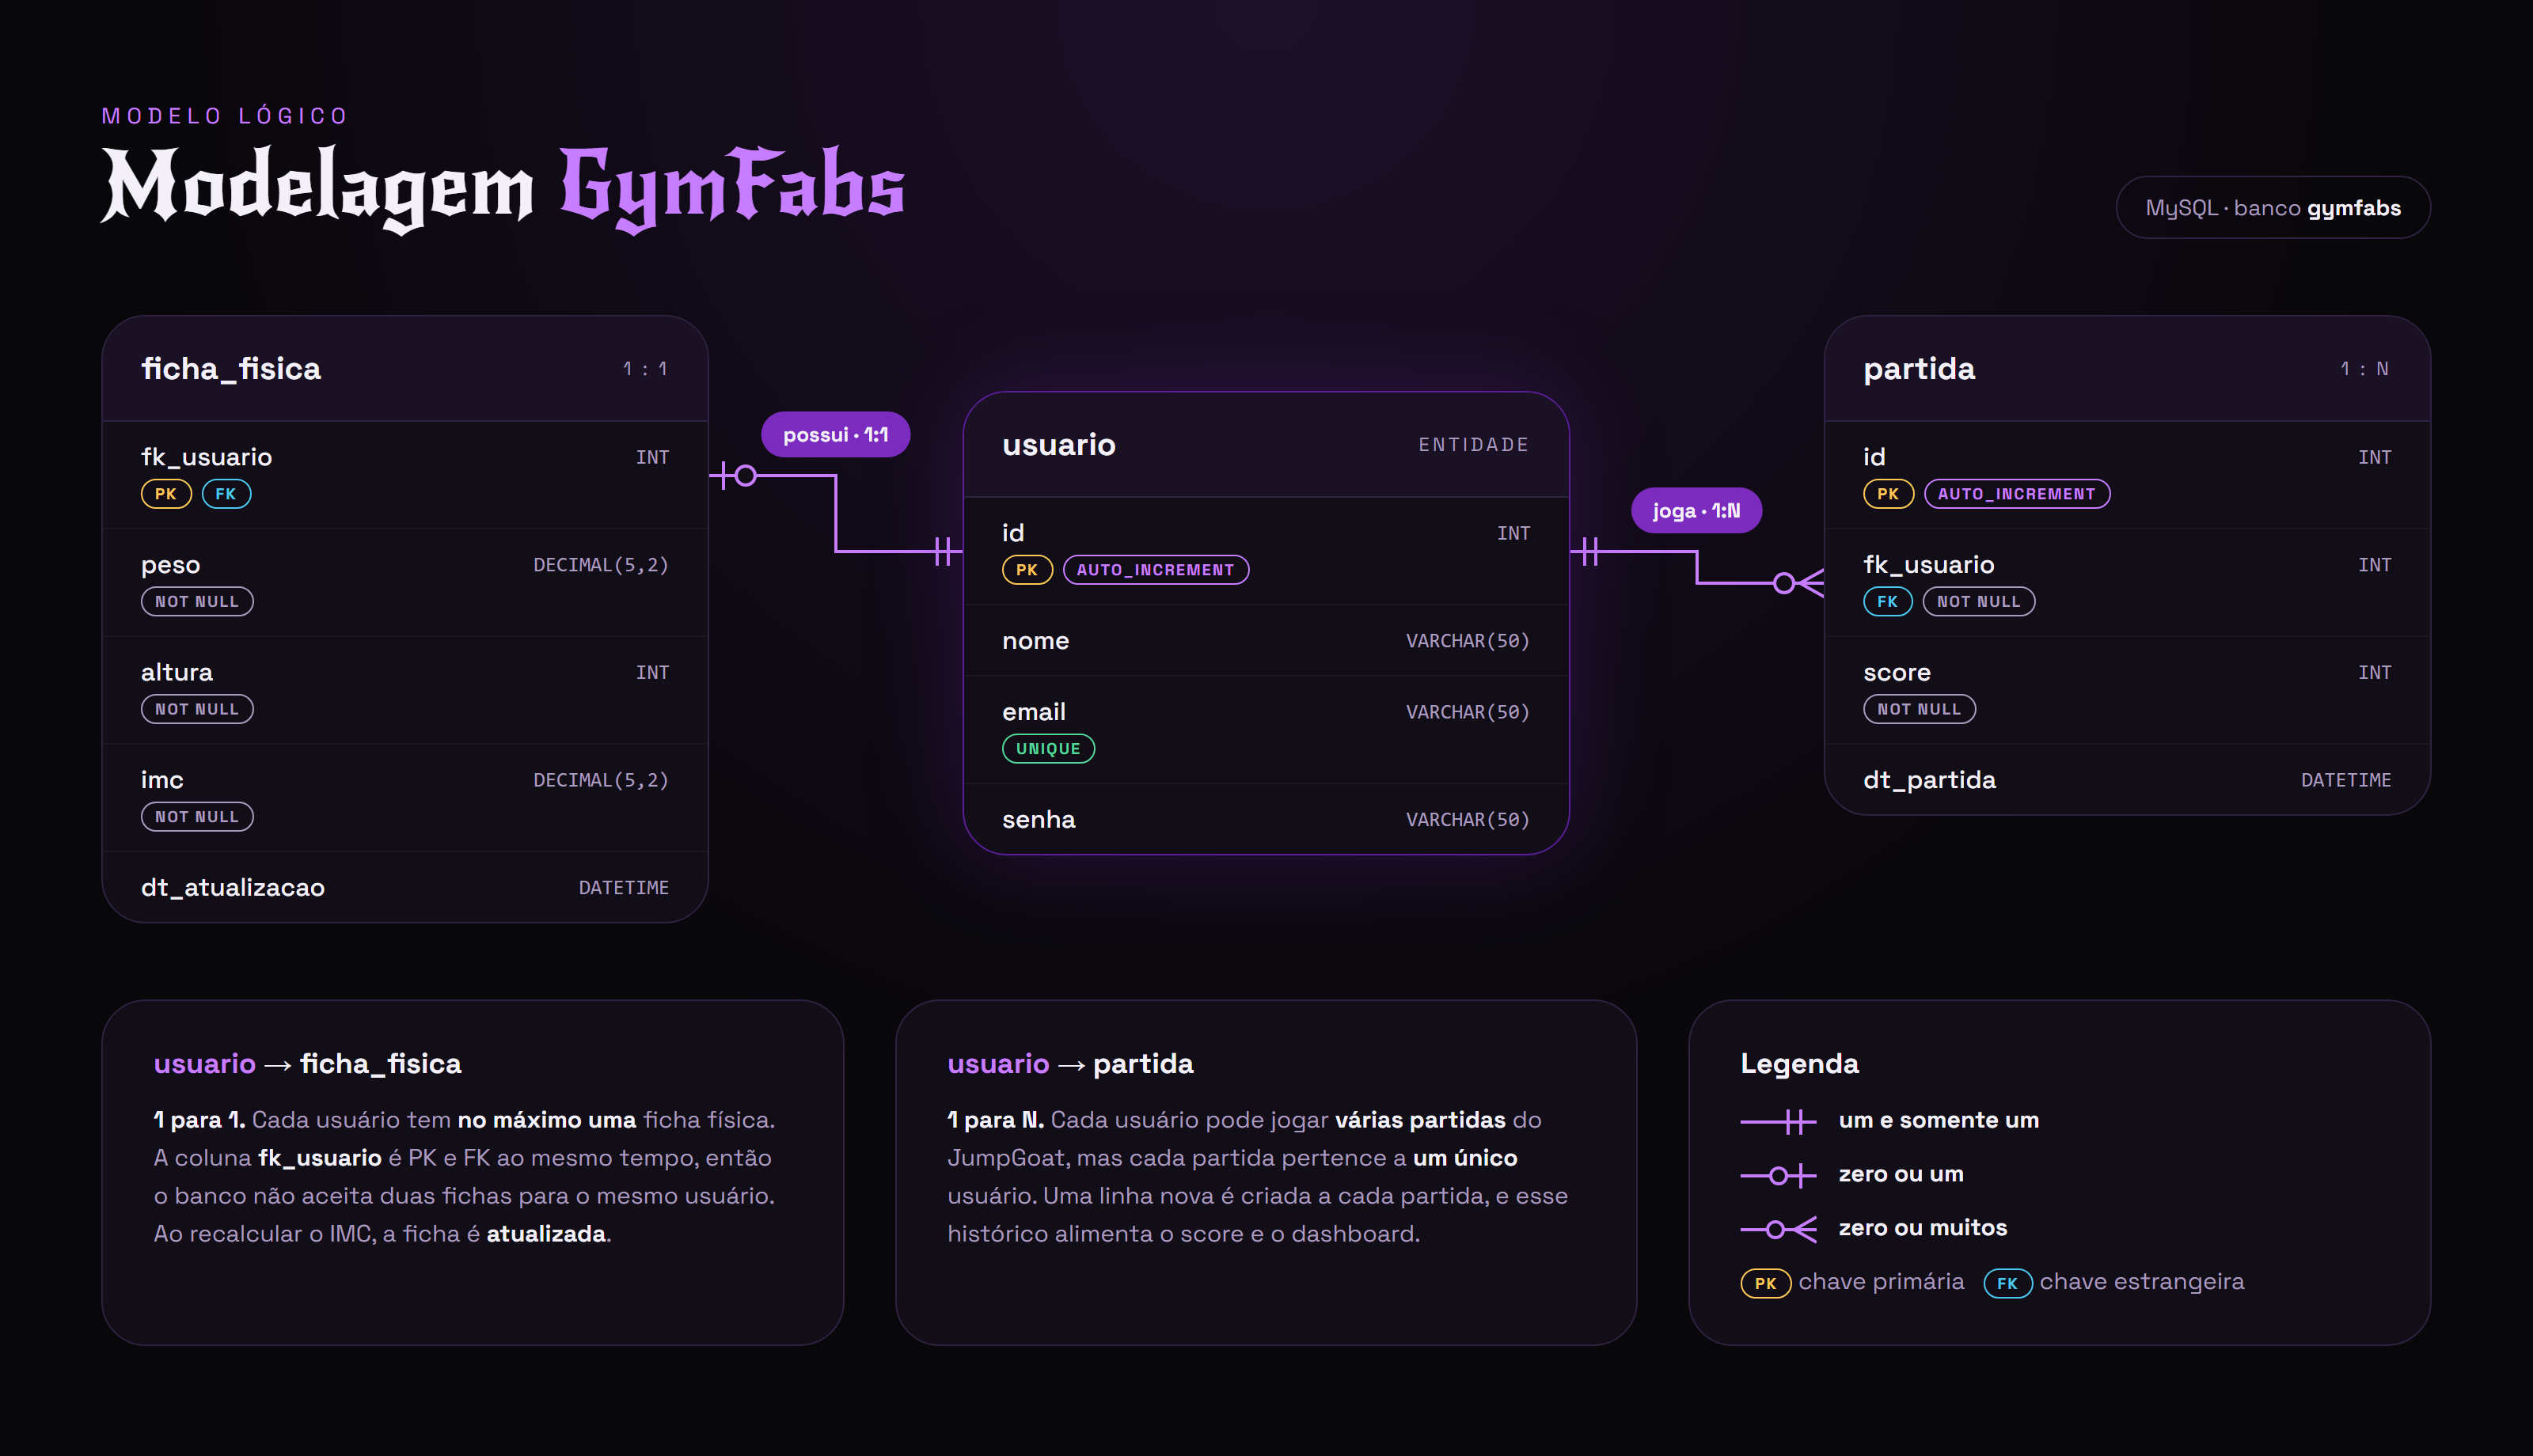 MODELO LÓGICO
Modelagem GymFabs
MySQL · banco gymfabs
ficha_fisica
1 : 1
fk_usuario
INT
PK
FK
peso
DECIMAL(5,2)
NOT NULL
altura
INT
NOT NULL
imc
DECIMAL(5,2)
NOT NULL
dt_atualizacao
DATETIME
possui · 1:1
usuario
ENTIDADE
id
INT
PK
AUTO_INCREMENT
nome
VARCHAR(50)
email
VARCHAR(50)
UNIQUE
senha
VARCHAR(50)
joga · 1:N
partida
1 : N
id
INT
PK
AUTO_INCREMENT
fk_usuario
INT
FK
NOT NULL
score
INT
NOT NULL
dt_partida
DATETIME
usuario → ficha_fisica
1 para 1. Cada usuário tem no máximo uma ficha física.
A coluna fk_usuario é PK e FK ao mesmo tempo, então
o banco não aceita duas fichas para o mesmo usuário.
Ao recalcular o IMC, a ficha é atualizada.
usuario → partida
1 para N. Cada usuário pode jogar várias partidas do
JumpGoat, mas cada partida pertence a um único
usuário. Uma linha nova é criada a cada partida, e esse
histórico alimenta o score e o dashboard.
Legenda
um e somente um
zero ou um
zero ou muitos
PK chave primária FK chave estrangeira